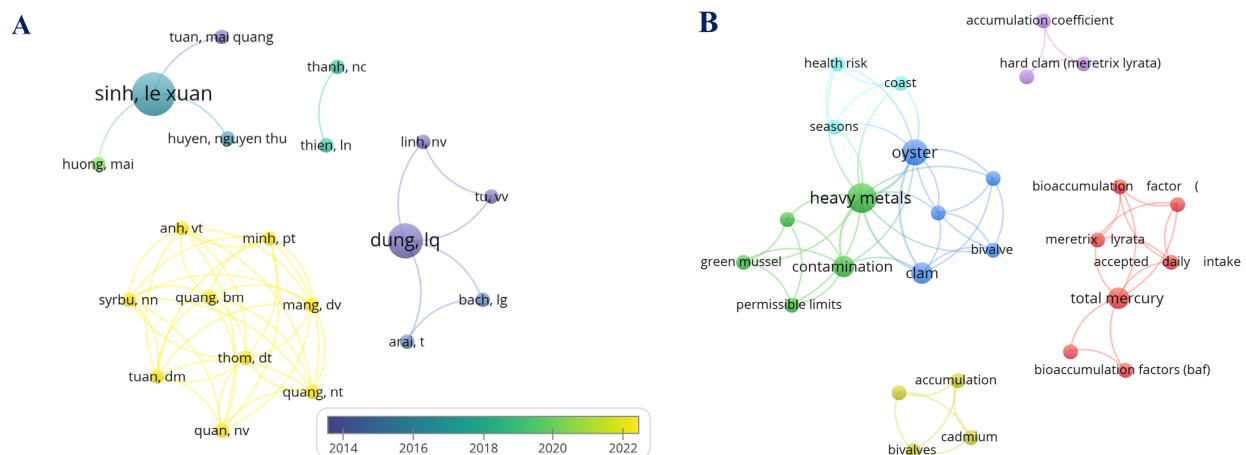 A
tuan, mai quang
sinh, le xuan
huyen, nguyen thu
huong, mai
thanh, nc
thien, ln
linh, nv
tu, vv
dung, lq
bach, lg
arai, t
anh, vt
minh, pt
syrbu, nn
quang, bm
mang, dv
thom, dt
tuan, dm
quang, nt
quan, nv
2014 2016 2018 2020 2022
B
accumulation coefficient
hard clam (meretrix lyrata)
health risk
coast
seasons
oyster
heavy metals
green mussel
contamination
clam
bivalve
permissible limits
bioaccumulation factor (
meretrix lyrata
accepted daily intake
total mercury
bioaccumulation factors (baf)
accumulation
cadmium
bivalves